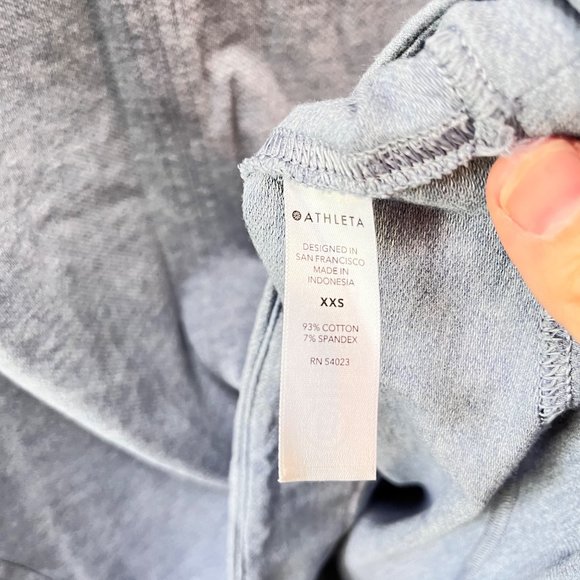 ATHLETA
DESIGNED IN
SAN FRANCISCO
MADE IN
INDONESIA
XXS
93% COTTON
7% SPANDEX
RN 54023